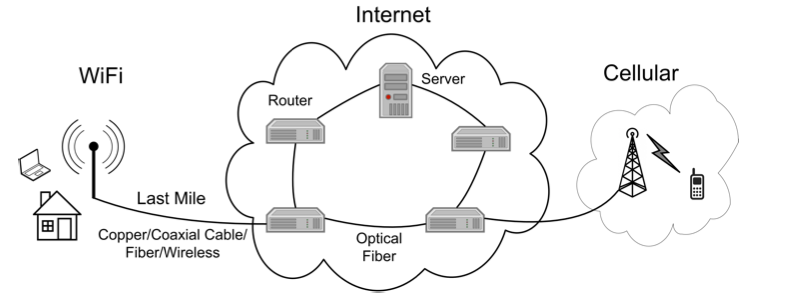 Internet
WiFi
Cellular
Server
Router
Last Mile
Copper/Coaxial Cable/
Fiber/Wireless
Optical
Fiber